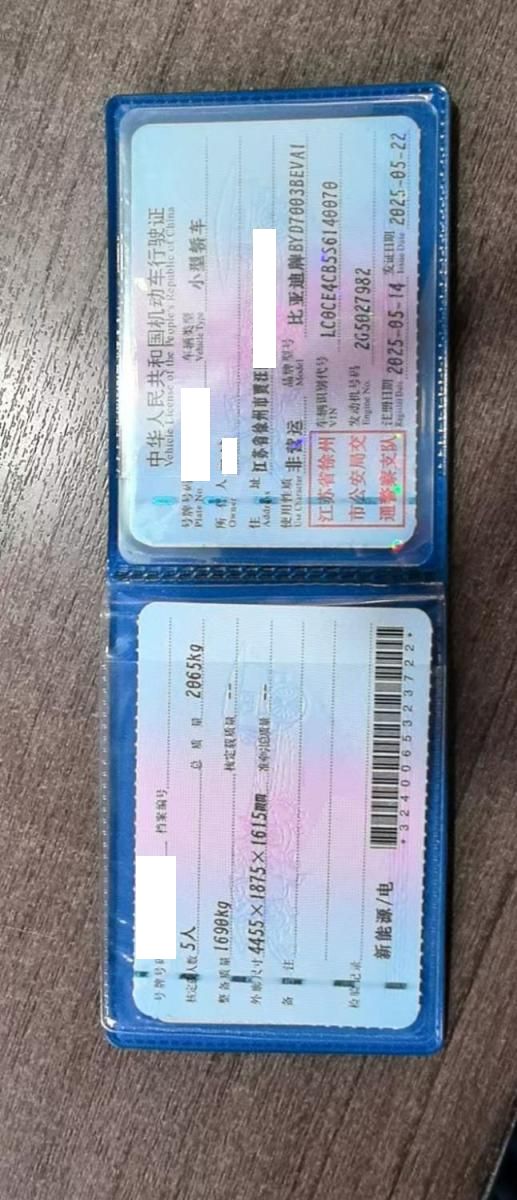 中华人民共和国机动车行驶证
Vehicle License of the People's Republic of China
号牌号码 车辆类型 小型轿车
Plate No. Vehicle Type
所 有 人
Owner
住 址 江苏省徐州市贾汪
Address
使用性质 非营运 品牌型号 比亚迪牌BYD7003BEVA1
Use Character Model
江苏省徐州 车辆识别代号 LC0CE4CB5S6140070
VIN
市公安局交 发动机号码 2G5027982
Engine No.
通警察支队 注册日期 2025-05-14 发证日期 2025-05-22
Register Date Issue Date
号牌号码 档案编号
核定载人数 5人 总 质 量 2065kg
整备质量 1690kg 核定载质量 --
外廓尺寸 4455×1875×1615mm 准牵引总质量 --
备 注
检验记录
新能源/电
*3240065323722*